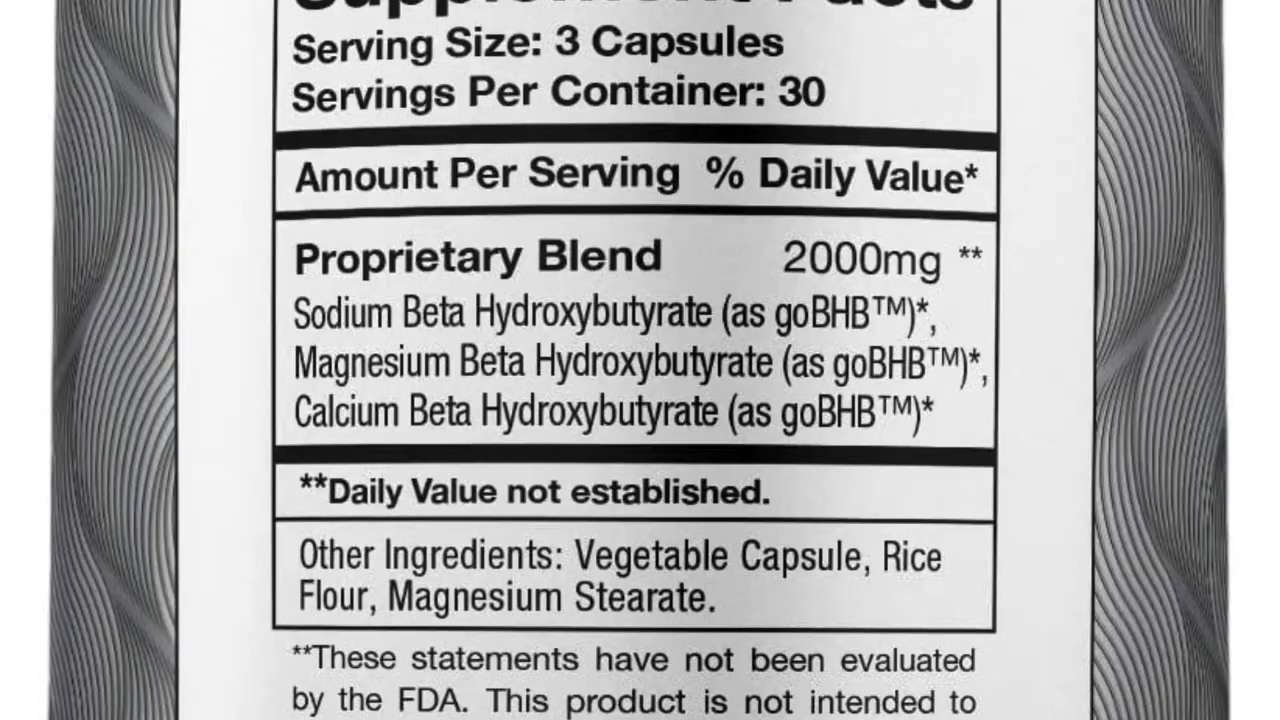 Supplement Facts
Serving Size: 3 Capsules
Servings Per Container: 30
Amount Per Serving % Daily Value*
Proprietary Blend 2000mg **
Sodium Beta Hydroxybutyrate (as goBHB™)*,
Magnesium Beta Hydroxybutyrate (as goBHB™)*,
Calcium Beta Hydroxybutyrate (as goBHB™)*
**Daily Value not established.
Other Ingredients: Vegetable Capsule, Rice
Flour, Magnesium Stearate.
**These statements have not been evaluated
by the FDA. This product is not intended to